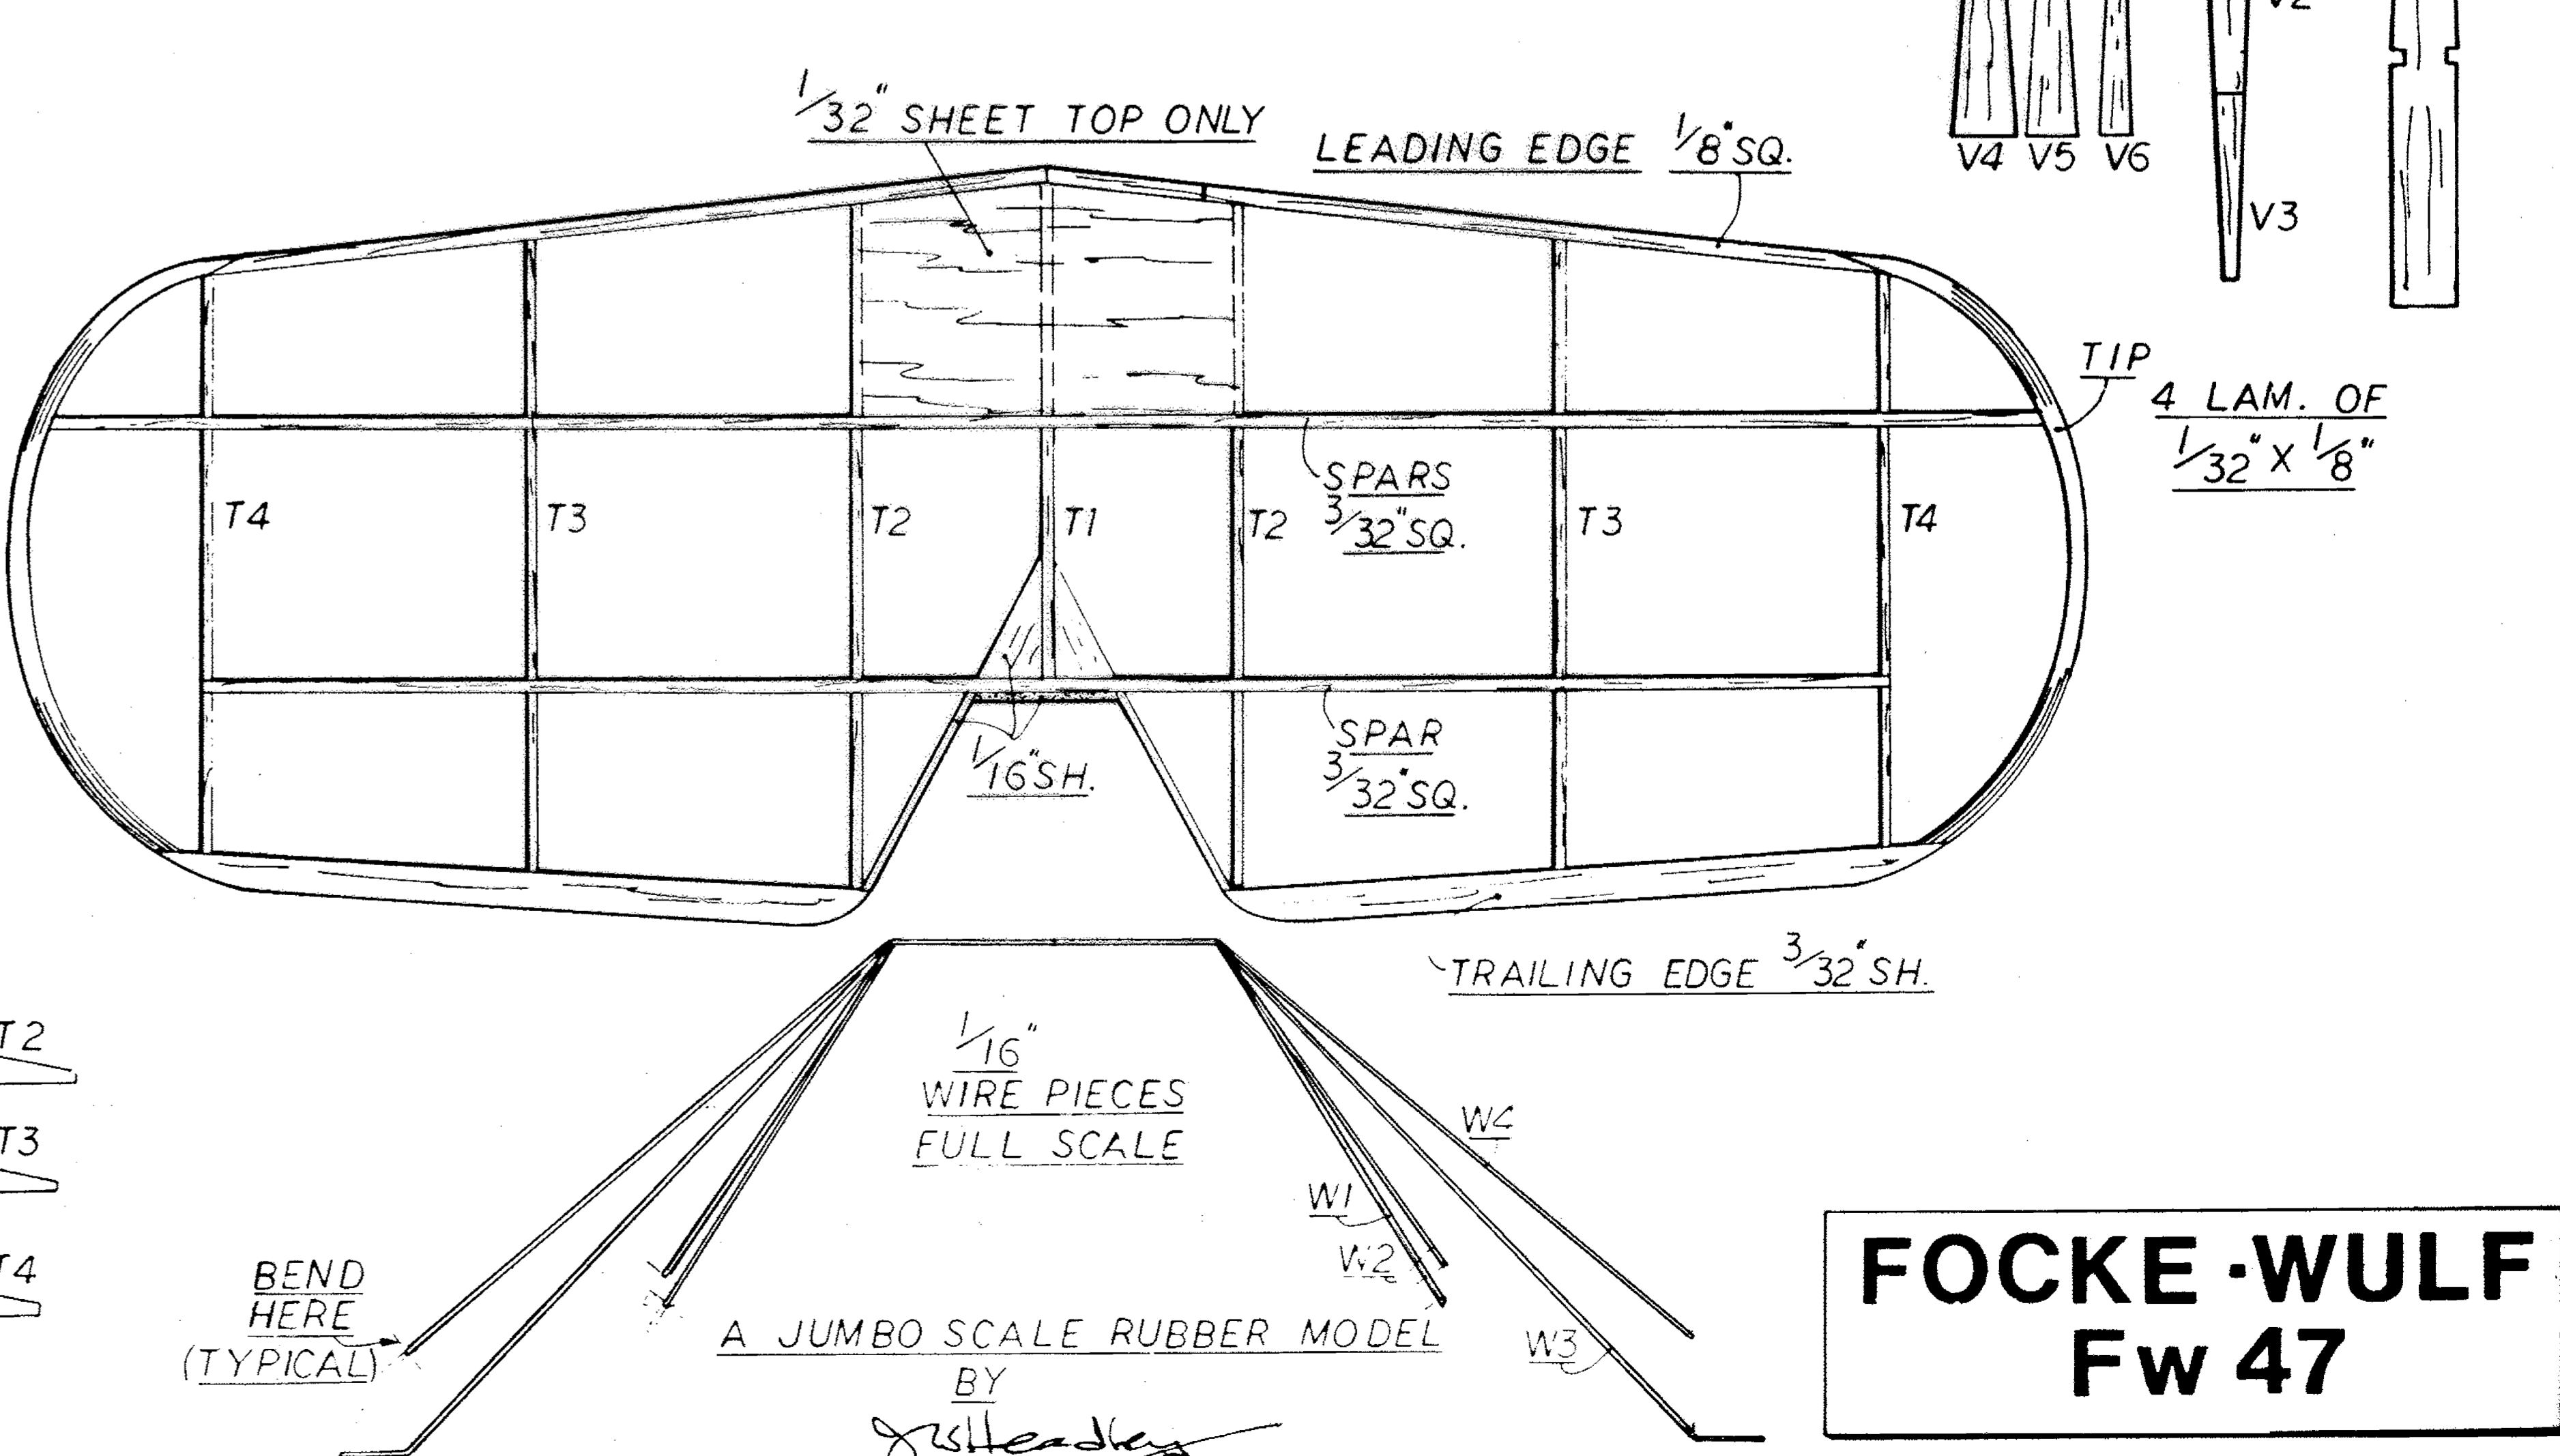 V2
1/32" SHEET TOP ONLY
LEADING EDGE 1/8" SQ.
V4 V5 V6
V3
TIP
4 LAM. OF
1/32" X 1/8"
SPARS
3/32" SQ.
T4 T3 T2 T1 T2 T3 T4
SPAR
3/32" SQ.
1/16" SH.
TRAILING EDGE 3/32" SH.
T2
T3
T4
1/16"
WIRE PIECES
FULL SCALE
W4
W1
W2
W3
BEND
HERE
(TYPICAL)
A JUMBO SCALE RUBBER MODEL
BY
FOCKE-WULF
Fw 47